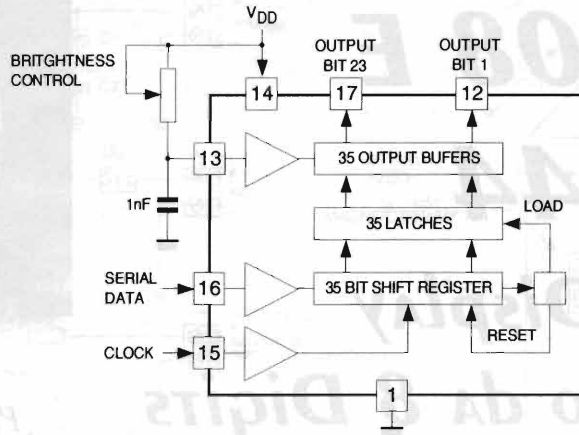 VDD
BRITGHTNESS
CONTROL
OUTPUT
BIT 23
OUTPUT
BIT 1
14
17
12
13
35 OUTPUT BUFERS
1nF
35 LATCHES
LOAD
SERIAL
DATA
16
35 BIT SHIFT REGISTER
RESET
CLOCK
15
1